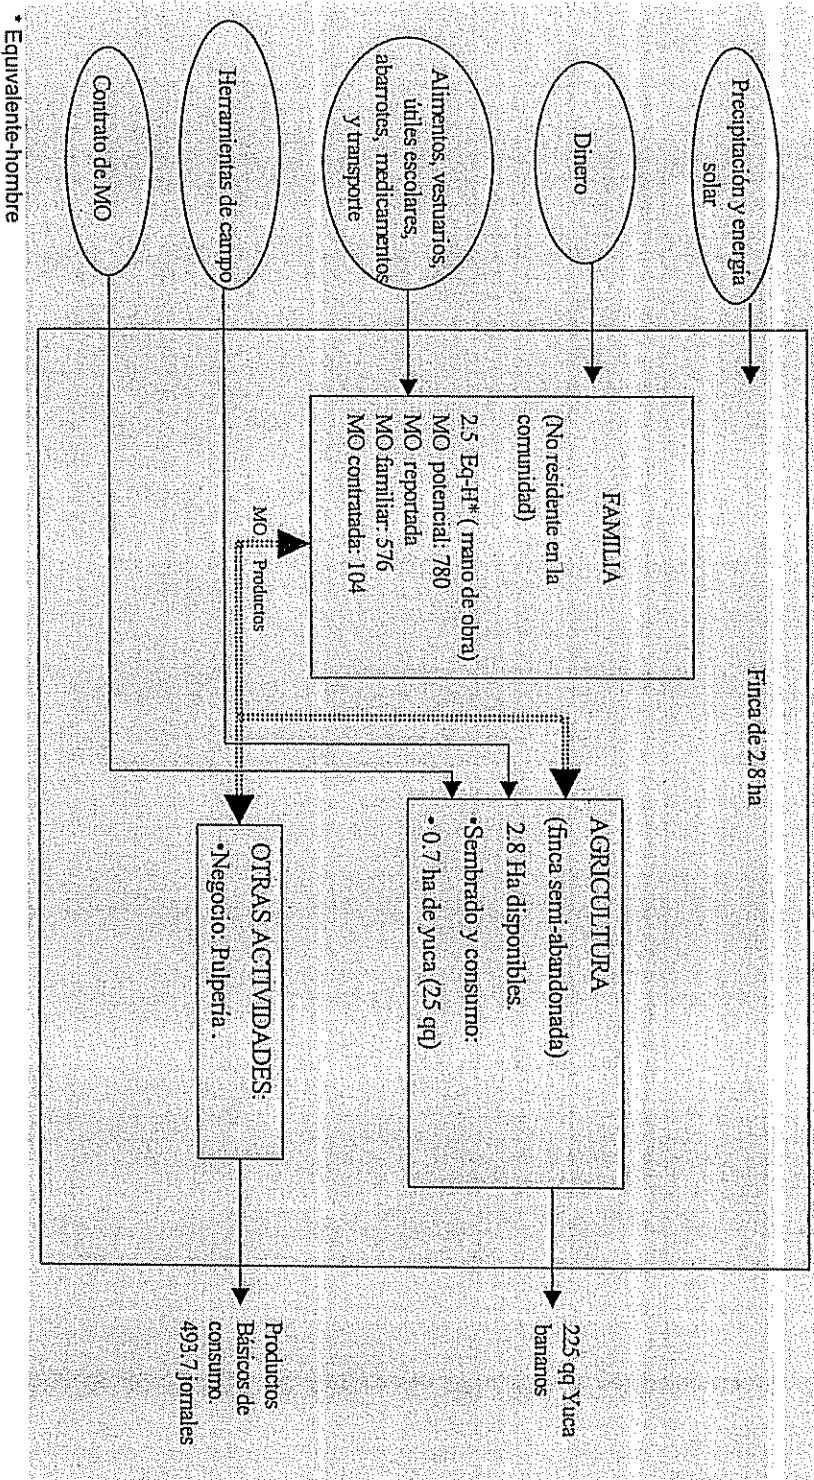 Finca de 2.8 ha
Precipitación y energía
solar
Dinero
Alimentos, vestuarios,
útiles escolares,
abarrotes, medicamentos
y transporte
Herramientas de campo
Contrato de MO
FAMILIA
(No residente en la
comunidad)
2.5 Eq-H* ( mano de obra)
MO potencial: 780
MO reportada
MO familiar: 576
MO contratada: 104
MO
Productos
AGRICULTURA
(finca semi-abandonada)
2.8 Ha disponibles.
•Sembrado y consumo:
• 0.7 ha de yuca (25 qq)
OTRAS ACTIVIDADES:
•Negocio: Pulpería .
225 qq Yuca
bananos
Productos
Básicos de
consumo.
493.7 jornales
* Equivalente-hombre